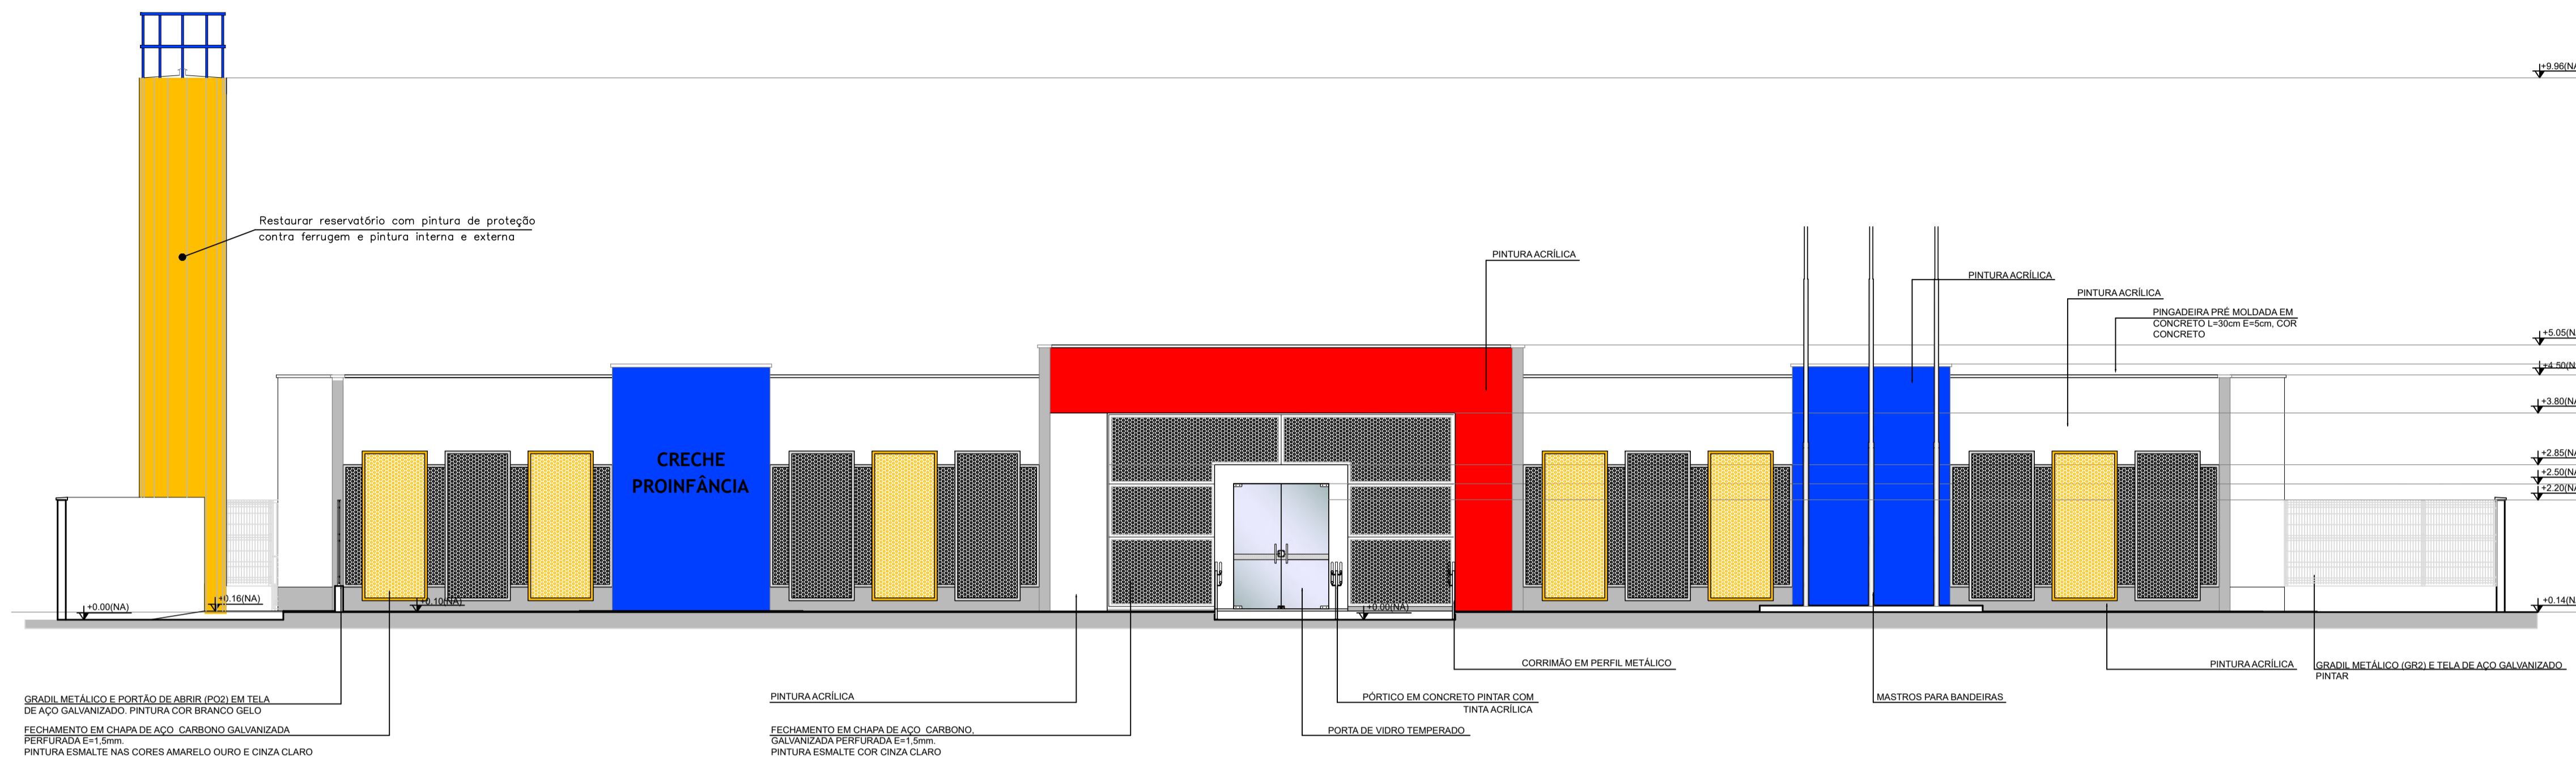 +9.96(NA
Restaurar reservatório com pintura de proteção
contra ferrugem e pintura interna e externa
PINTURA ACRÍLICA
PINTURA ACRÍLICA
PINTURA ACRÍLICA
PINGADEIRA PRÉ MOLDADA EM
CONCRETO L=30cm E=5cm, COR
CONCRETO
+5.05(N
+4.50(N
+3.80(NA
+2.85(NA
+2.50(NA
+2.20(NA
CRECHE
PROINFÂNCIA
+0.00(NA)
+0.16(NA)
+0.10(NA)
+0.00(NA)
+0.14(N
CORRIMÃO EM PERFIL METÁLICO
PINTURA ACRÍLICA
GRADIL METÁLICO (GR2) E TELA DE AÇO GALVANIZADO
PINTAR
GRADIL METÁLICO E PORTÃO DE ABRIR (PO2) EM TELA
DE AÇO GALVANIZADO. PINTURA COR BRANCO GELO
PINTURA ACRÍLICA
PÓRTICO EM CONCRETO PINTAR COM
TINTA ACRÍLICA
MASTROS PARA BANDEIRAS
FECHAMENTO EM CHAPA DE AÇO CARBONO GALVANIZADA
PERFURADA E=1,5mm.
PINTURA ESMALTE NAS CORES AMARELO OURO E CINZA CLARO
FECHAMENTO EM CHAPA DE AÇO CARBONO,
GALVANIZADA PERFURADA E=1,5mm.
PINTURA ESMALTE COR CINZA CLARO
PORTA DE VIDRO TEMPERADO